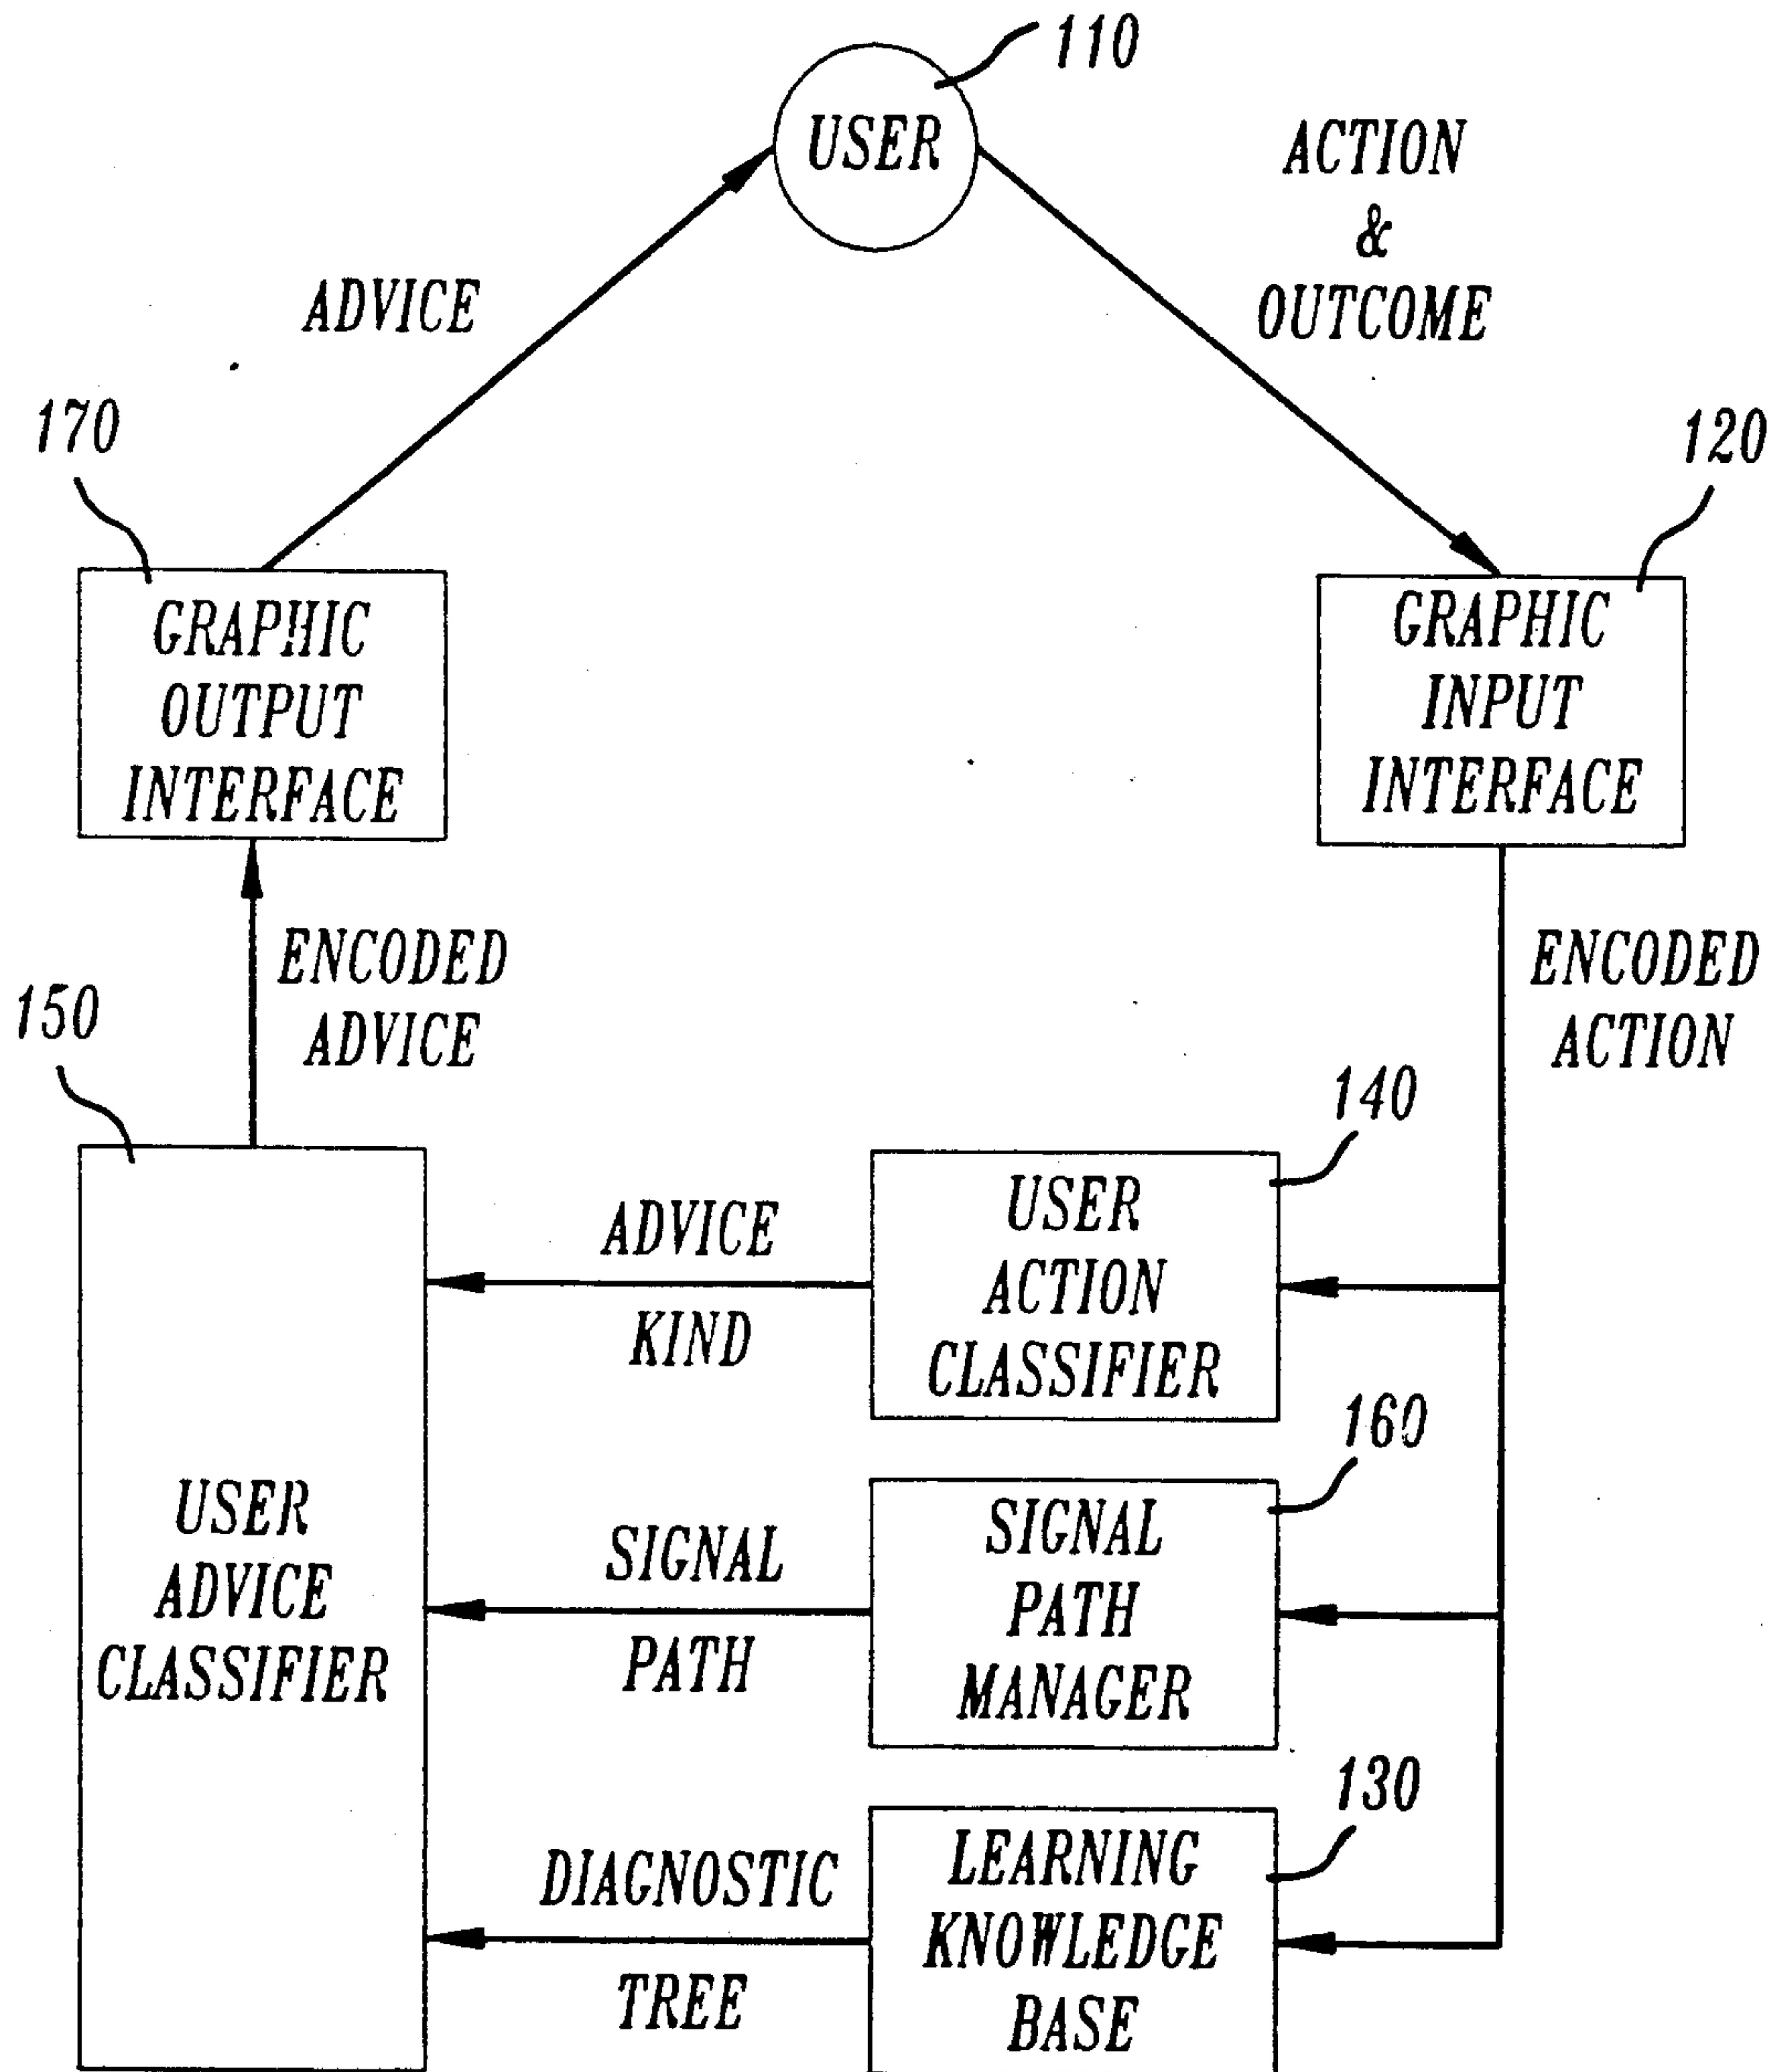 110
USER
ACTION
&
OUTCOME
ADVICE
170
120
GRAPHIC
OUTPUT
INTERFACE
GRAPHIC
INPUT
INTERFACE
ENCODED
ADVICE
ENCODED
ACTION
150
140
USER
ACTION
CLASSIFIER
ADVICE
KIND
160
USER
ADVICE
CLASSIFIER
SIGNAL
PATH
SIGNAL
PATH
MANAGER
130
DIAGNOSTIC
TREE
LEARNING
KNOWLEDGE
BASE